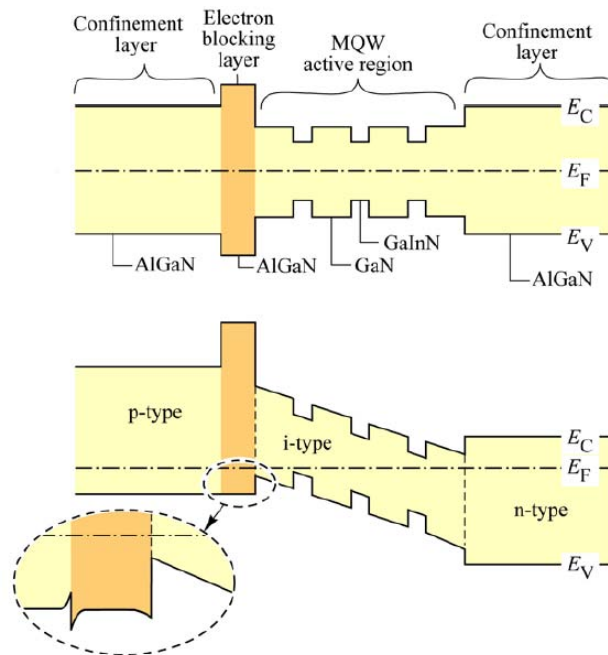 Confinement
layer
Electron
blocking
layer
MQW
active region
Confinement
layer
E_C
E_F
E_V
GaInN
AlGaN
AlGaN
GaN
AlGaN
p-type
i-type
E_C
E_F
n-type
E_V